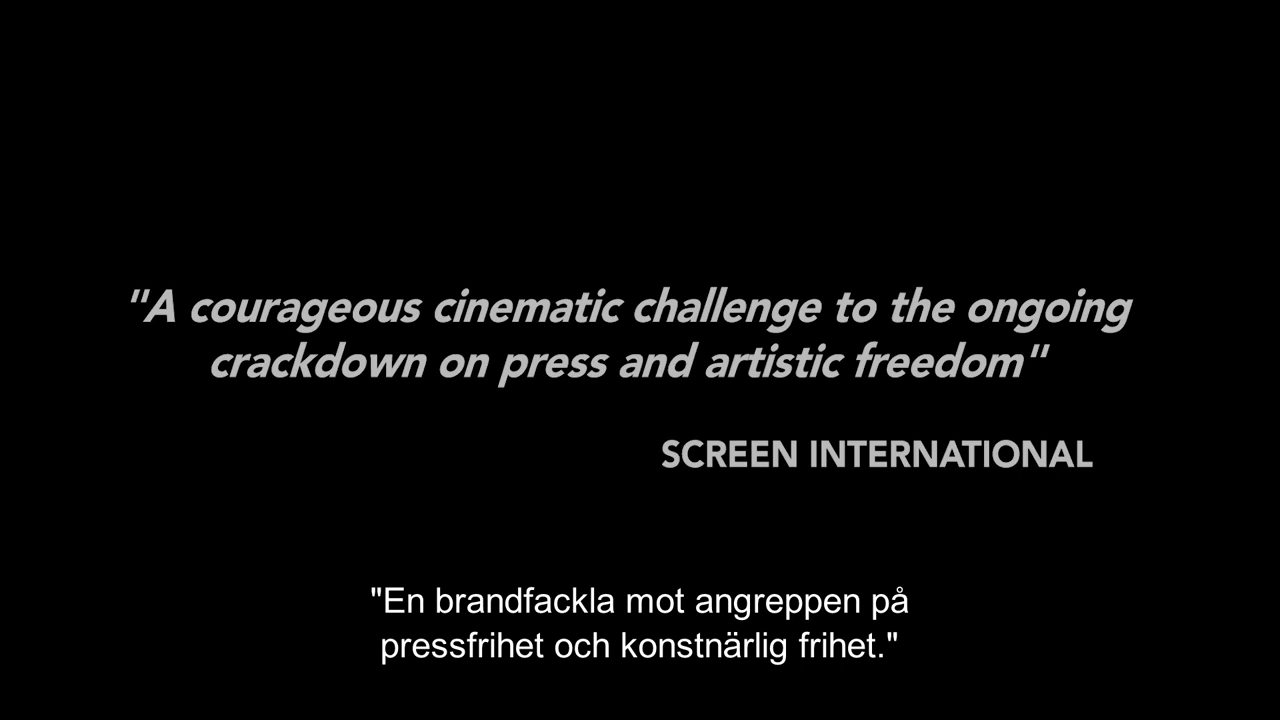 "A courageous cinematic challenge to the ongoing
crackdown on press and artistic freedom"
SCREEN INTERNATIONAL
"En brandfackla mot angreppen på
pressfrihet och konstnärlig frihet."